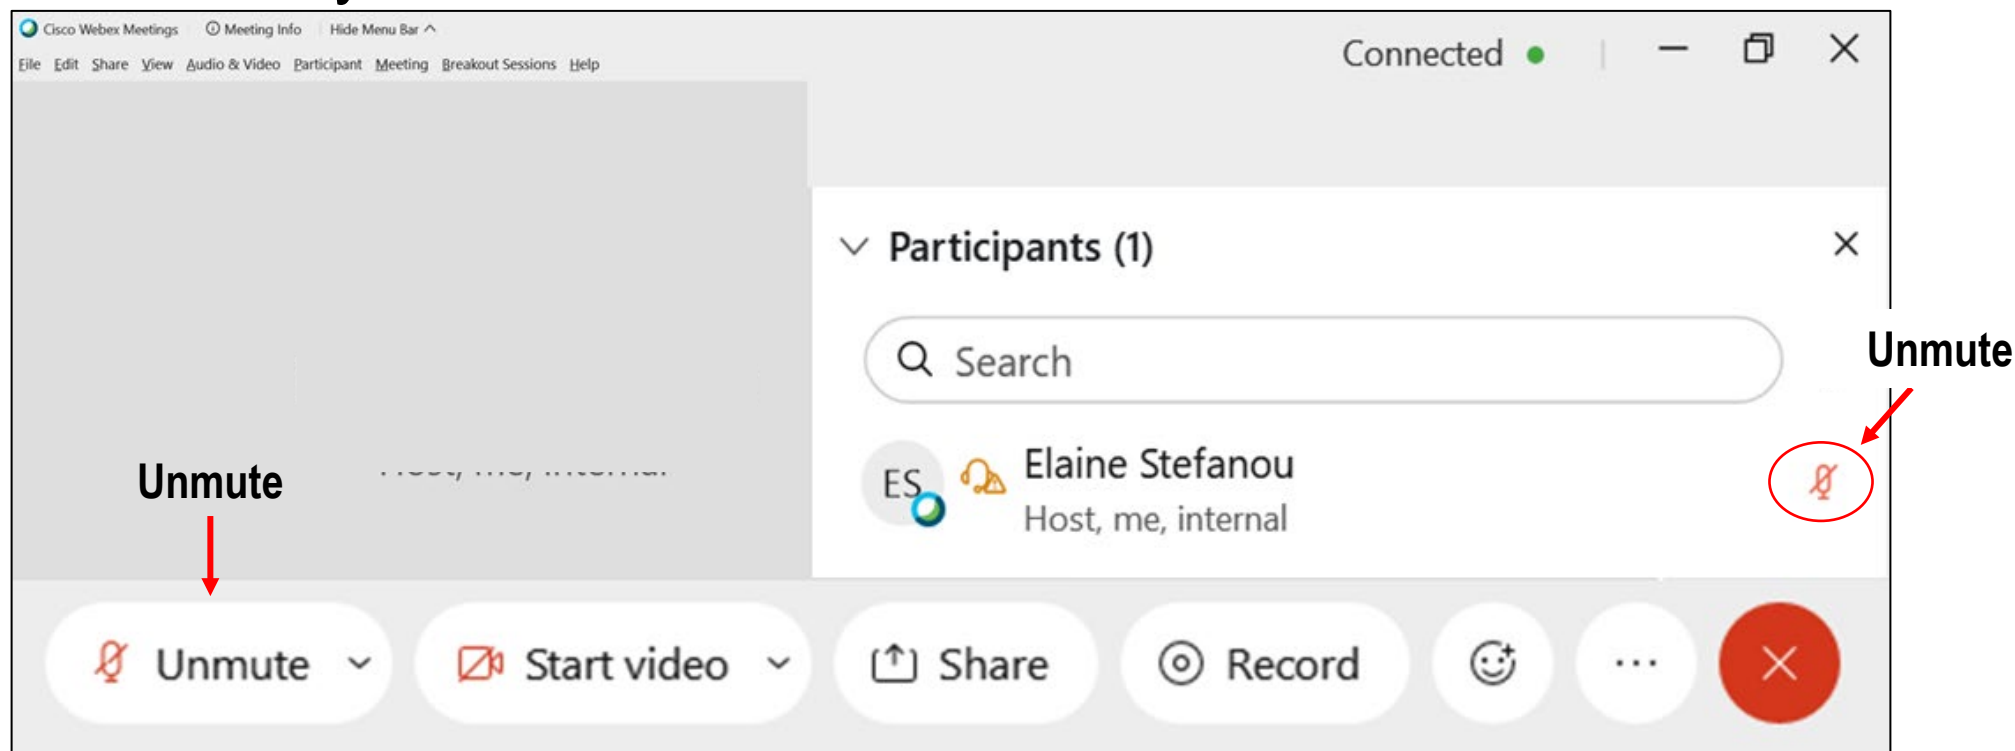 Cisco Webex Meetings Meeting Info Hide Menu Bar
File Edit Share View Audio & Video Participant Meeting Breakout Sessions Help
Connected
Participants (1)
Search
Unmute
ES Elaine Stefanou
Host, me, internal
Unmute
Unmute Start video Share Record